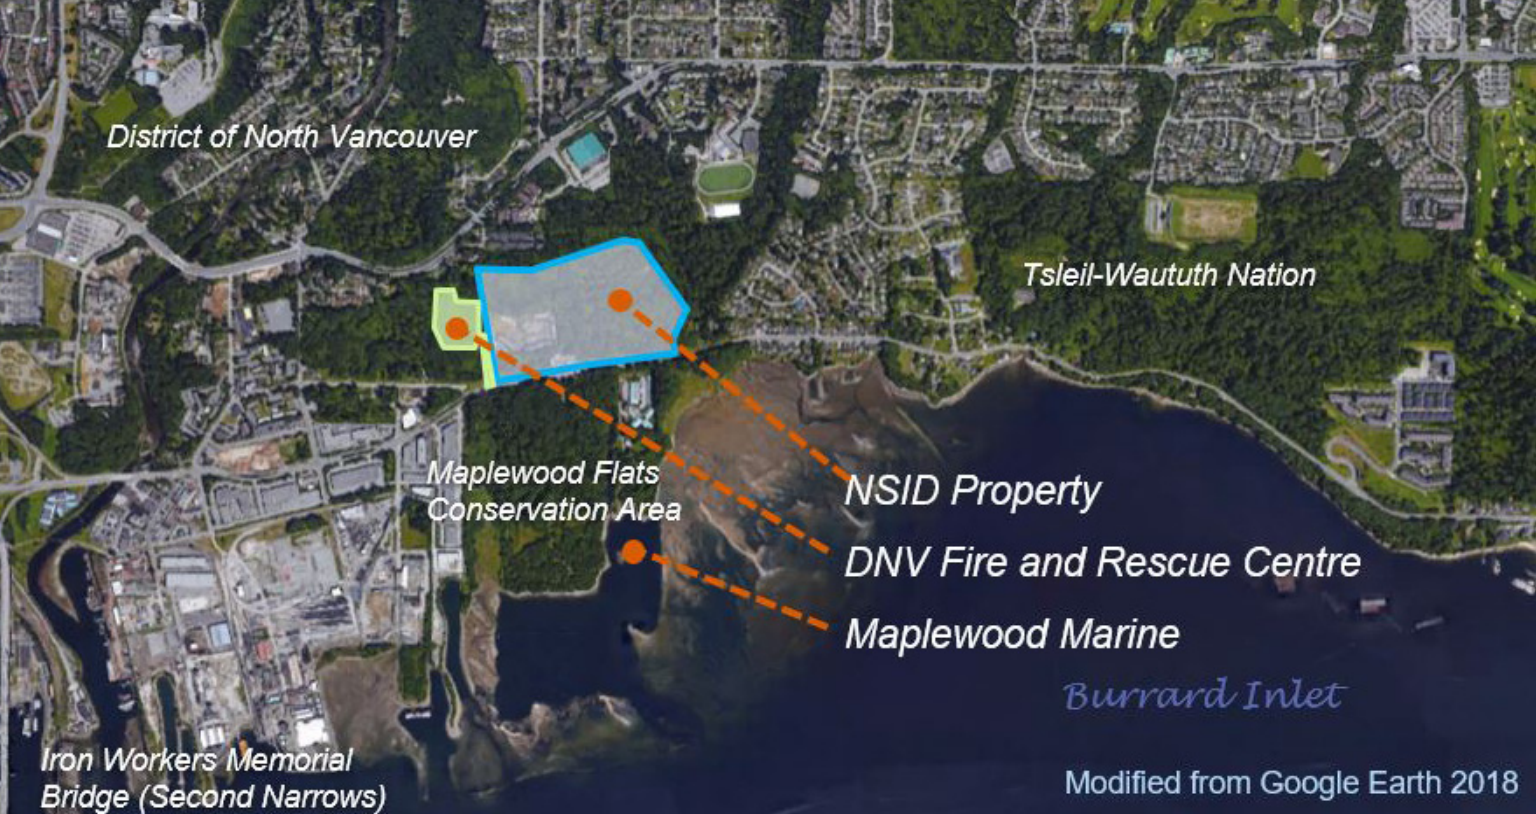 District of North Vancouver
Tsleil-Waututh Nation
Maplewood Flats
Conservation Area
NSID Property
DNV Fire and Rescue Centre
Maplewood Marine
Burrard Inlet
Iron Workers Memorial
Bridge (Second Narrows)
Modified from Google Earth 2018